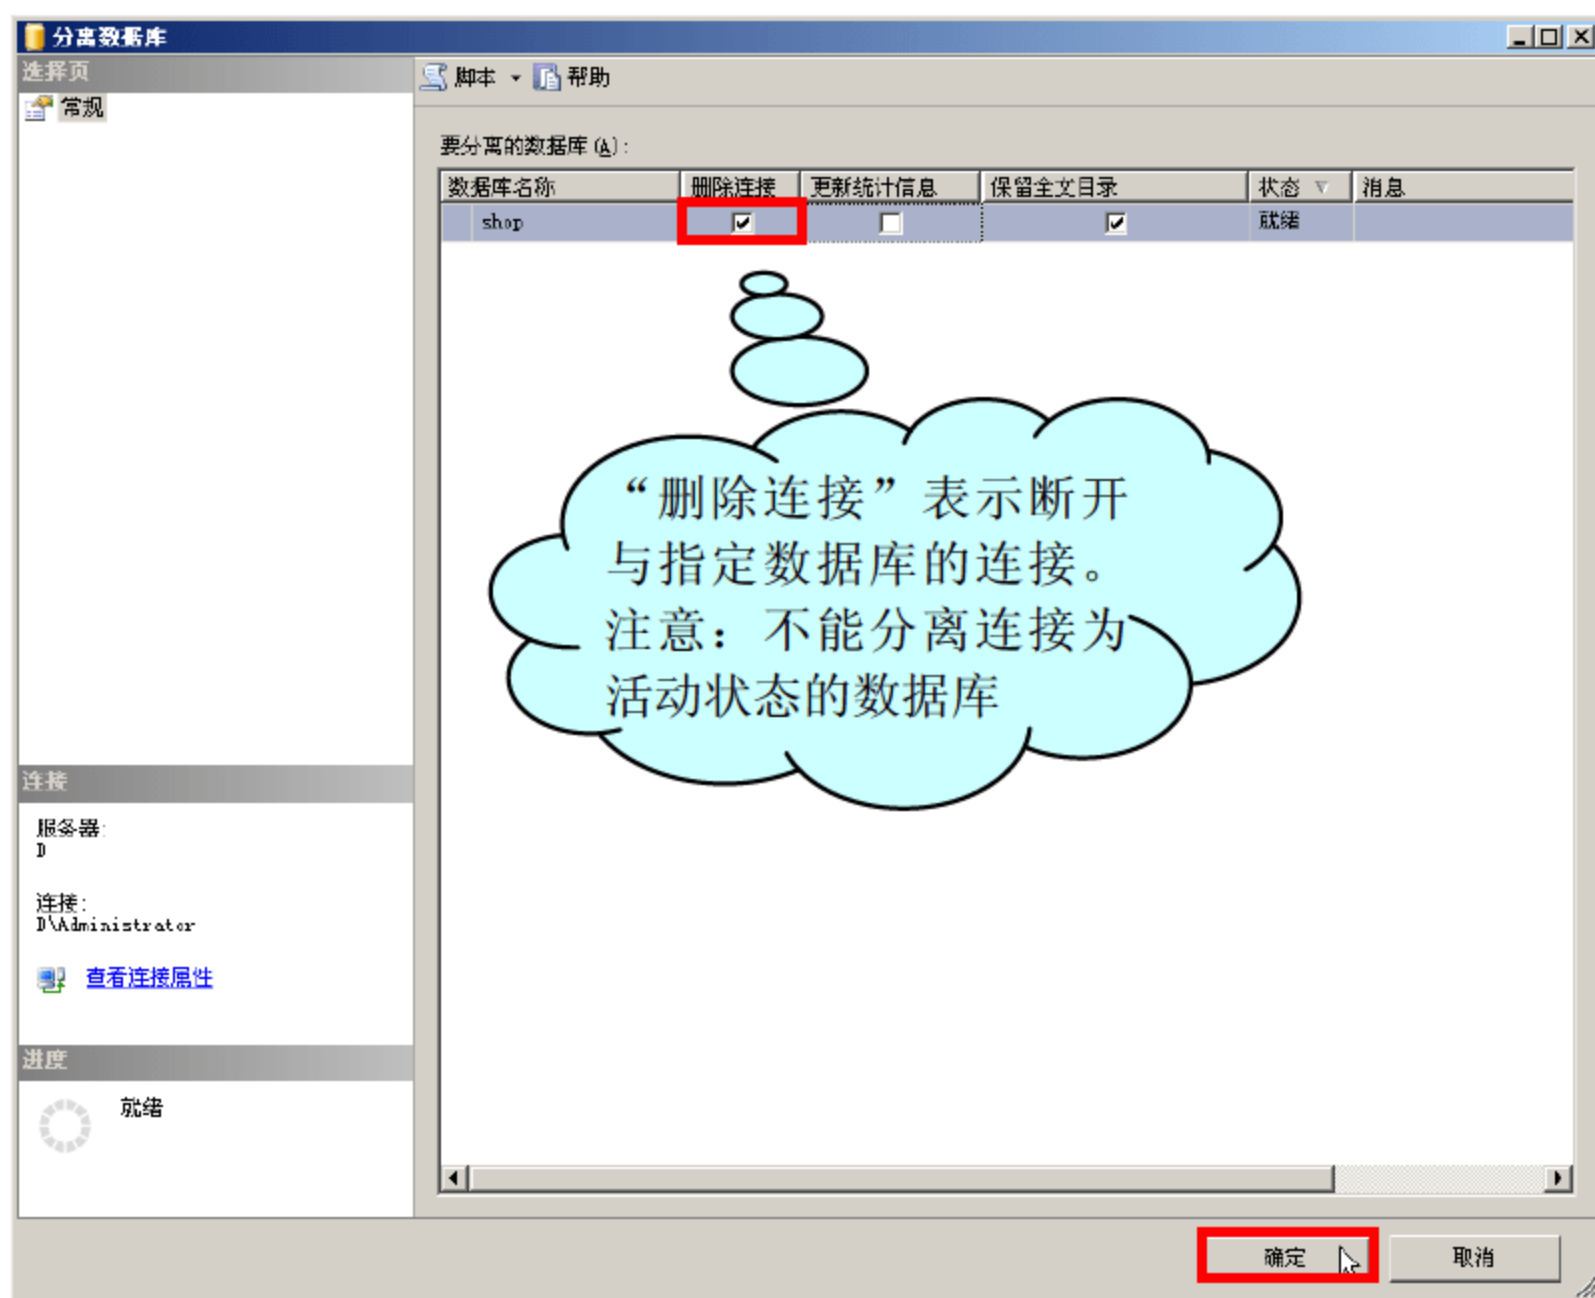 分离数据库
选择页
常规
脚本 帮助
要分离的数据库(A):
数据库名称 删除连接 更新统计信息 保留全文目录 状态 消息
shop 就绪
“删除连接”表示断开
与指定数据库的连接。
注意：不能分离连接为
活动状态的数据库
连接
服务器:
D
连接:
D\Administrator
查看连接属性
进度
就绪
确定 取消